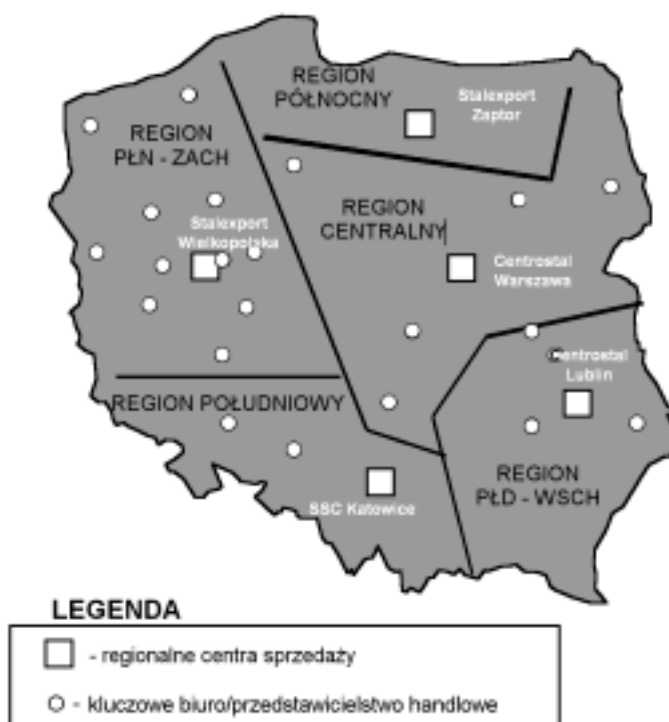 REGION
PÓŁNOCNY
Stalexport
Zaptor
REGION
PŁN - ZACH
REGION
CENTRALNY
Stalexport
Wielkopolska
Centrostal
Warszawa
Centrostal
Lublin
REGION POŁUDNIOWY
REGION
PŁD - WSCH
SSC Katowice
LEGENDA
- regionalne centra sprzedaży
- kluczowe biuro/przedstawicielstwo handlowe